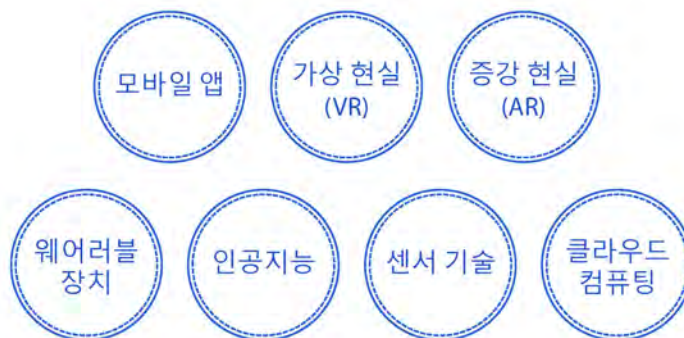 모바일 앱
가상 현실
(VR)
증강 현실
(AR)
웨어러블
장치
인공지능
센서 기술
클라우드
컴퓨팅